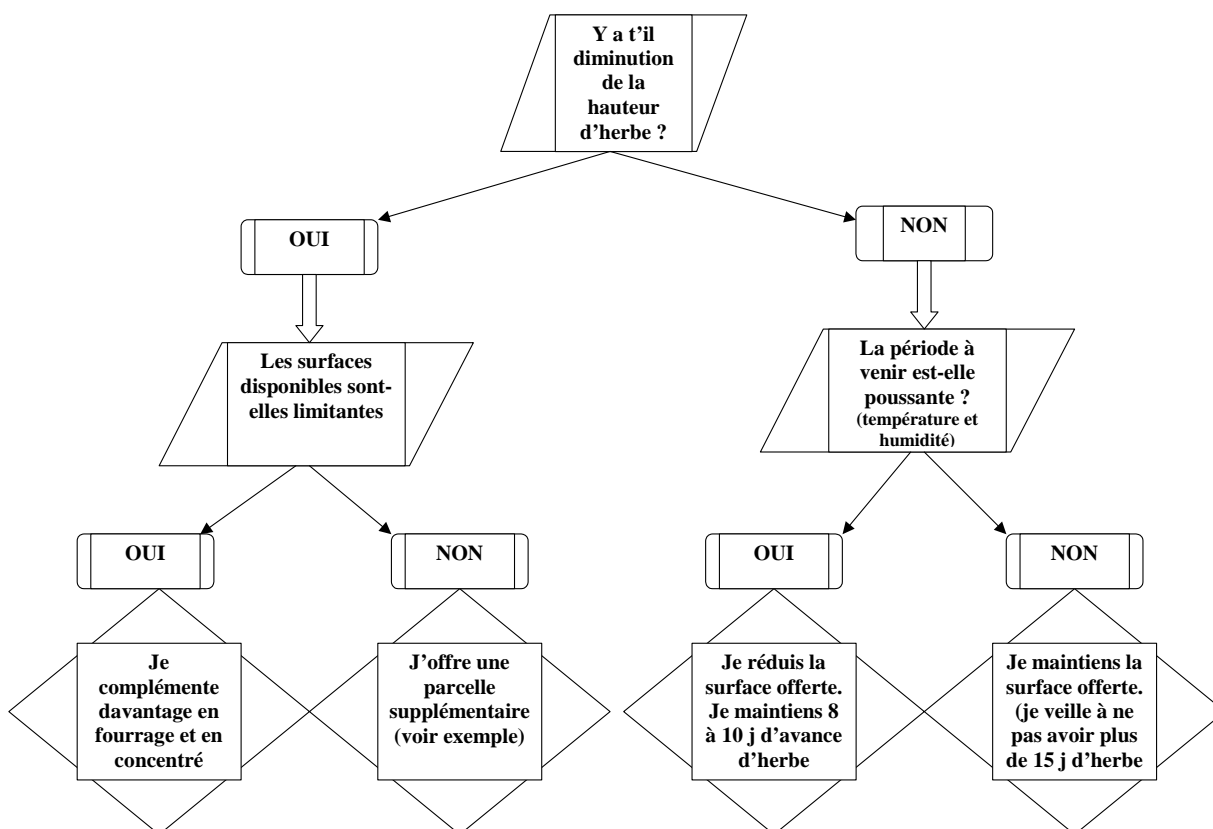 Y a t'il
diminution
de la
hauteur
d'herbe ?
OUI
NON
Les surfaces
disponibles sont-
elles limitantes
La période à
venir est-elle
poussante ?
(température et
humidité)
OUI
NON
OUI
NON
Je
complémente
davantage en
fourrage et en
concentré
J'offre une
parcelle
supplémentaire
(voir exemple)
Je réduis la
surface offerte.
Je maintiens 8
à 10 j d'avance
d'herbe
Je maintiens la
surface offerte.
(je veille à ne
pas avoir plus
de 15 j d'herbe